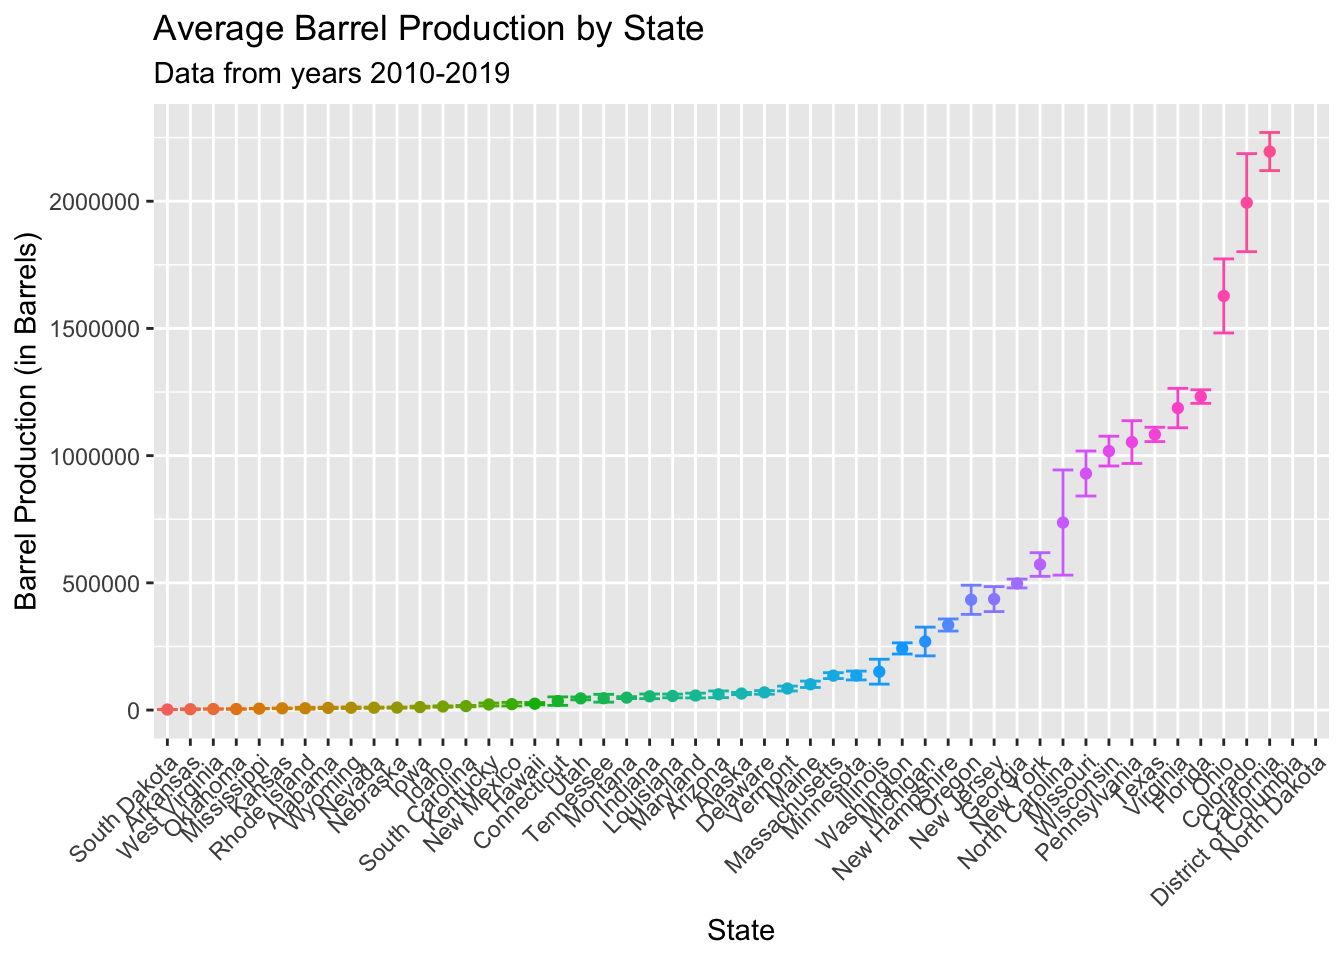 Average Barrel Production by State
Data from years 2010-2019
Barrel Production (in Barrels)
2000000
1500000
1000000
500000
0
South Dakota
Arkansas
West Virginia
Oklahoma
Mississippi
Kansas
Rhode Island
Alabama
Wyoming
Nevada
Nebraska
Iowa
Idaho
South Carolina
Kentucky
New Mexico
Hawaii
Connecticut
Utah
Tennessee
Montana
Indiana
Louisiana
Maryland
Arizona
Alaska
Delaware
Vermont
Maine
Massachusetts
Minnesota
Illinois
Washington
Michigan
New Hampshire
Oregon
New Jersey
Georgia
New York
North Carolina
Missouri
Wisconsin
Pennsylvania
Texas
Virginia
Florida
Ohio
Colorado
California
District of Columbia
North Dakota
State